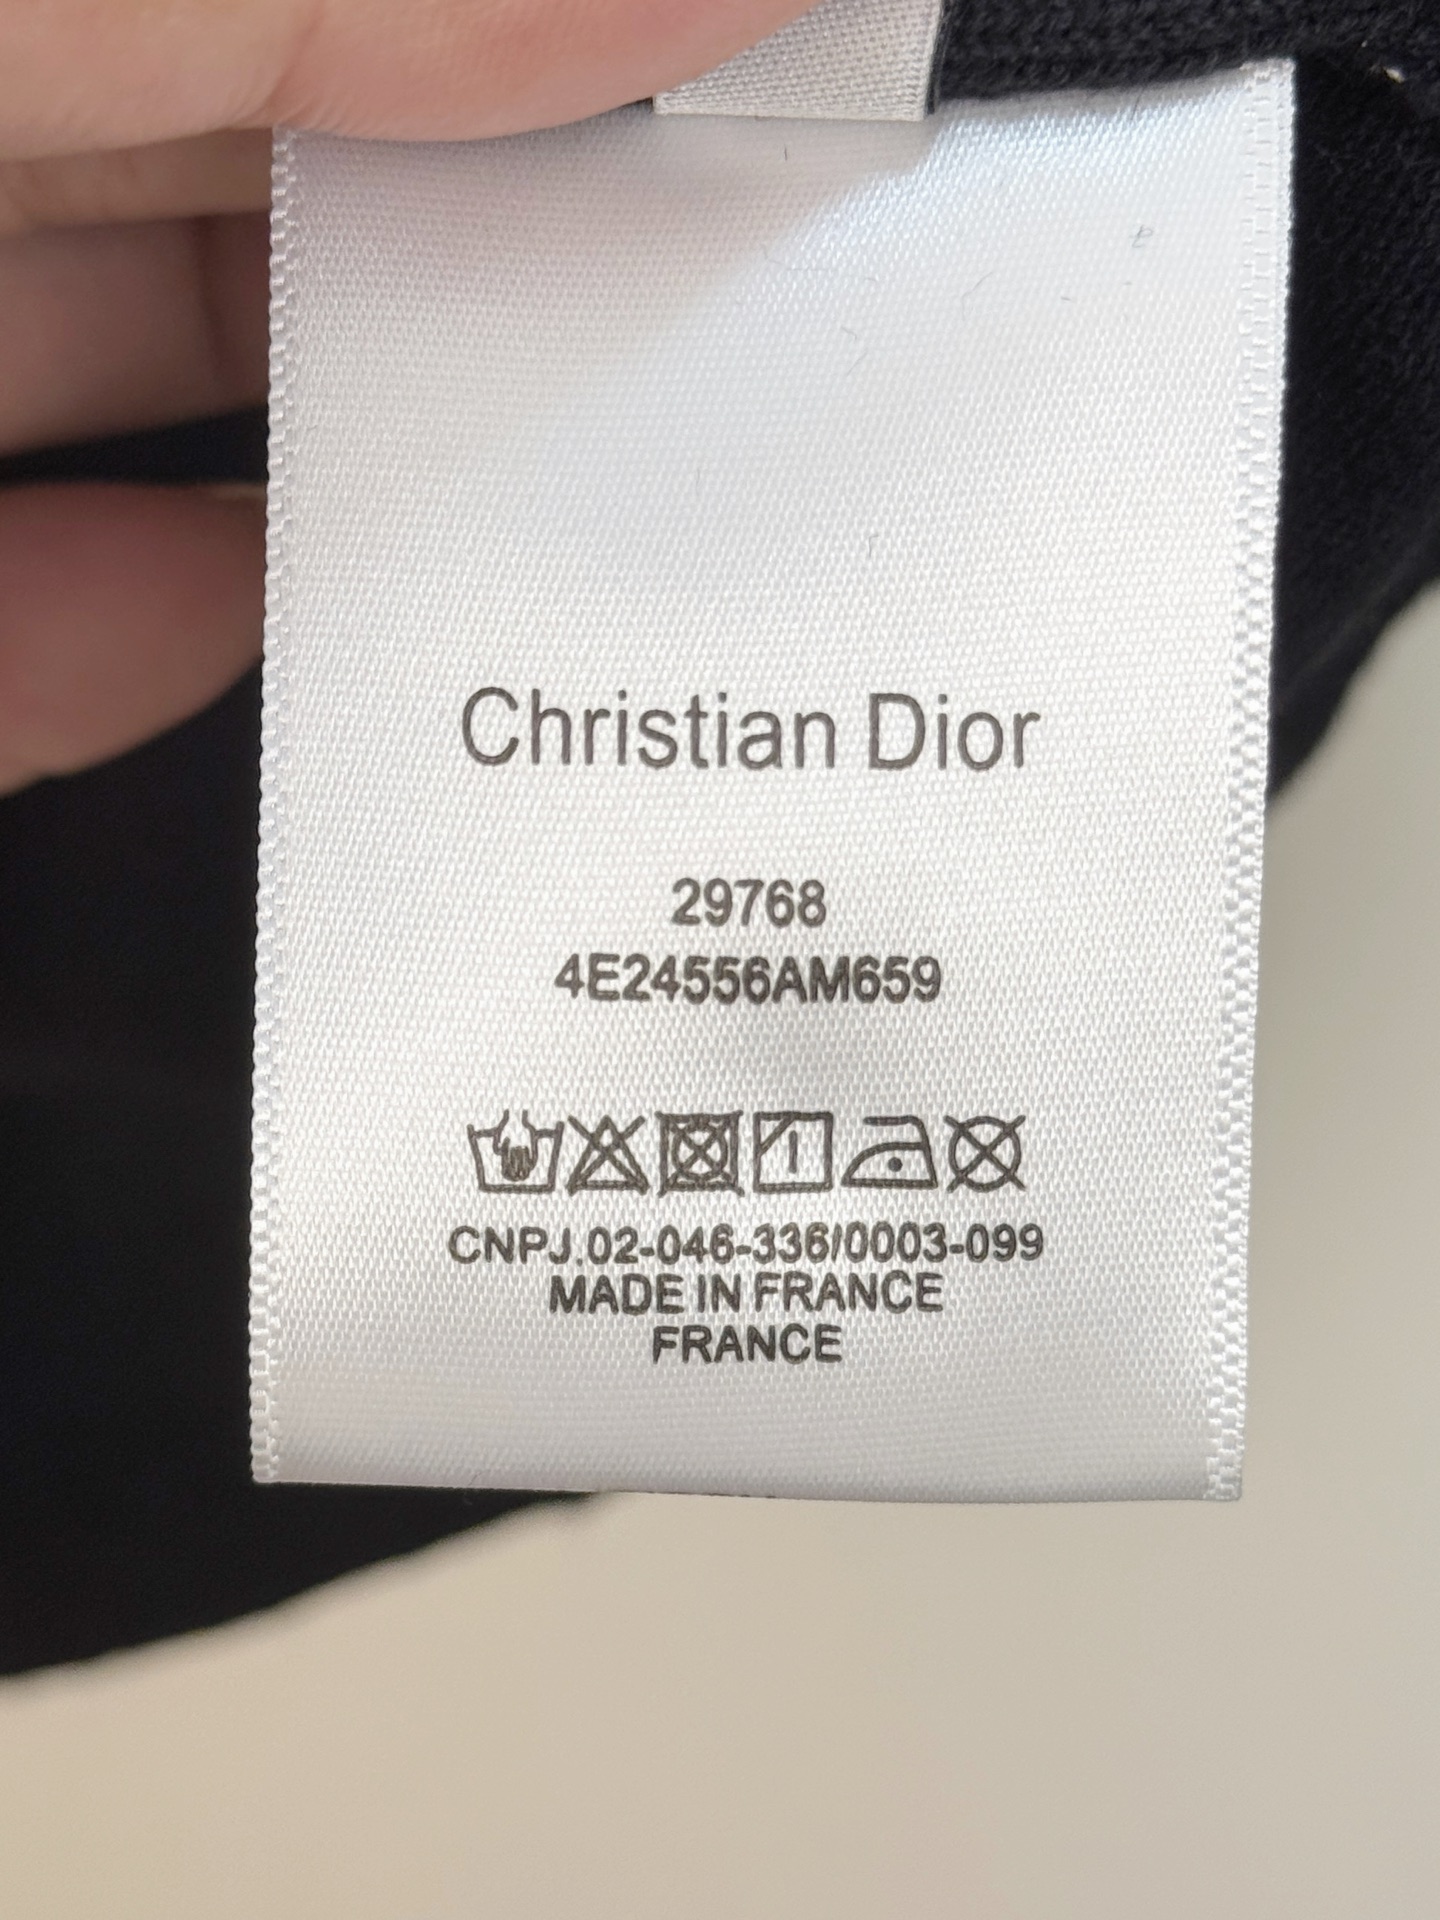 Christian Dior
29768
4E24556AM659
CNPJ.02-046-336/0003-099
MADE IN FRANCE
FRANCE